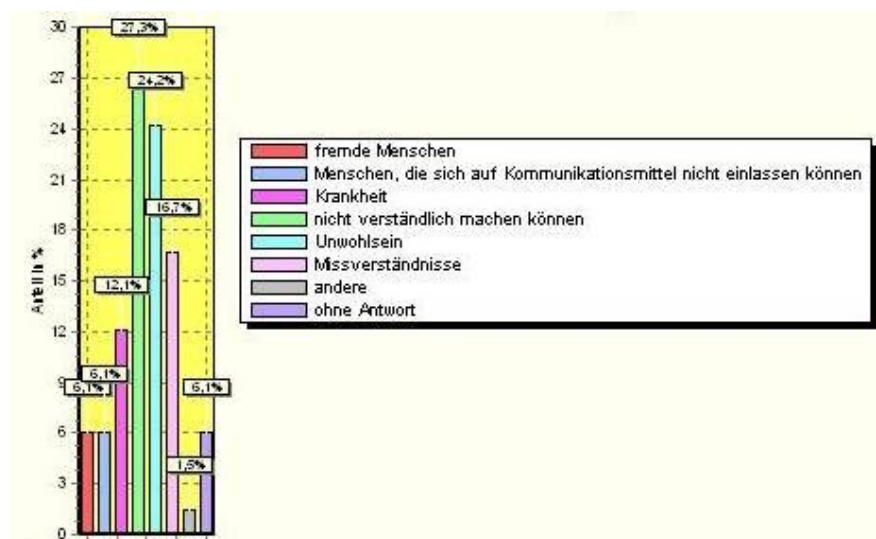 30
27
24
21
18
15
12
9
6
3
0
Anteil in %
27,3%
24,2%
16,7%
12,1%
6,1%
6,1%
6,1%
1,5%
fremde Menschen
Menschen, die sich auf Kommunikationsmittel nicht einlassen können
Krankheit
nicht verständlich machen können
Unwohlsein
Missverständnisse
andere
ohne Antwort